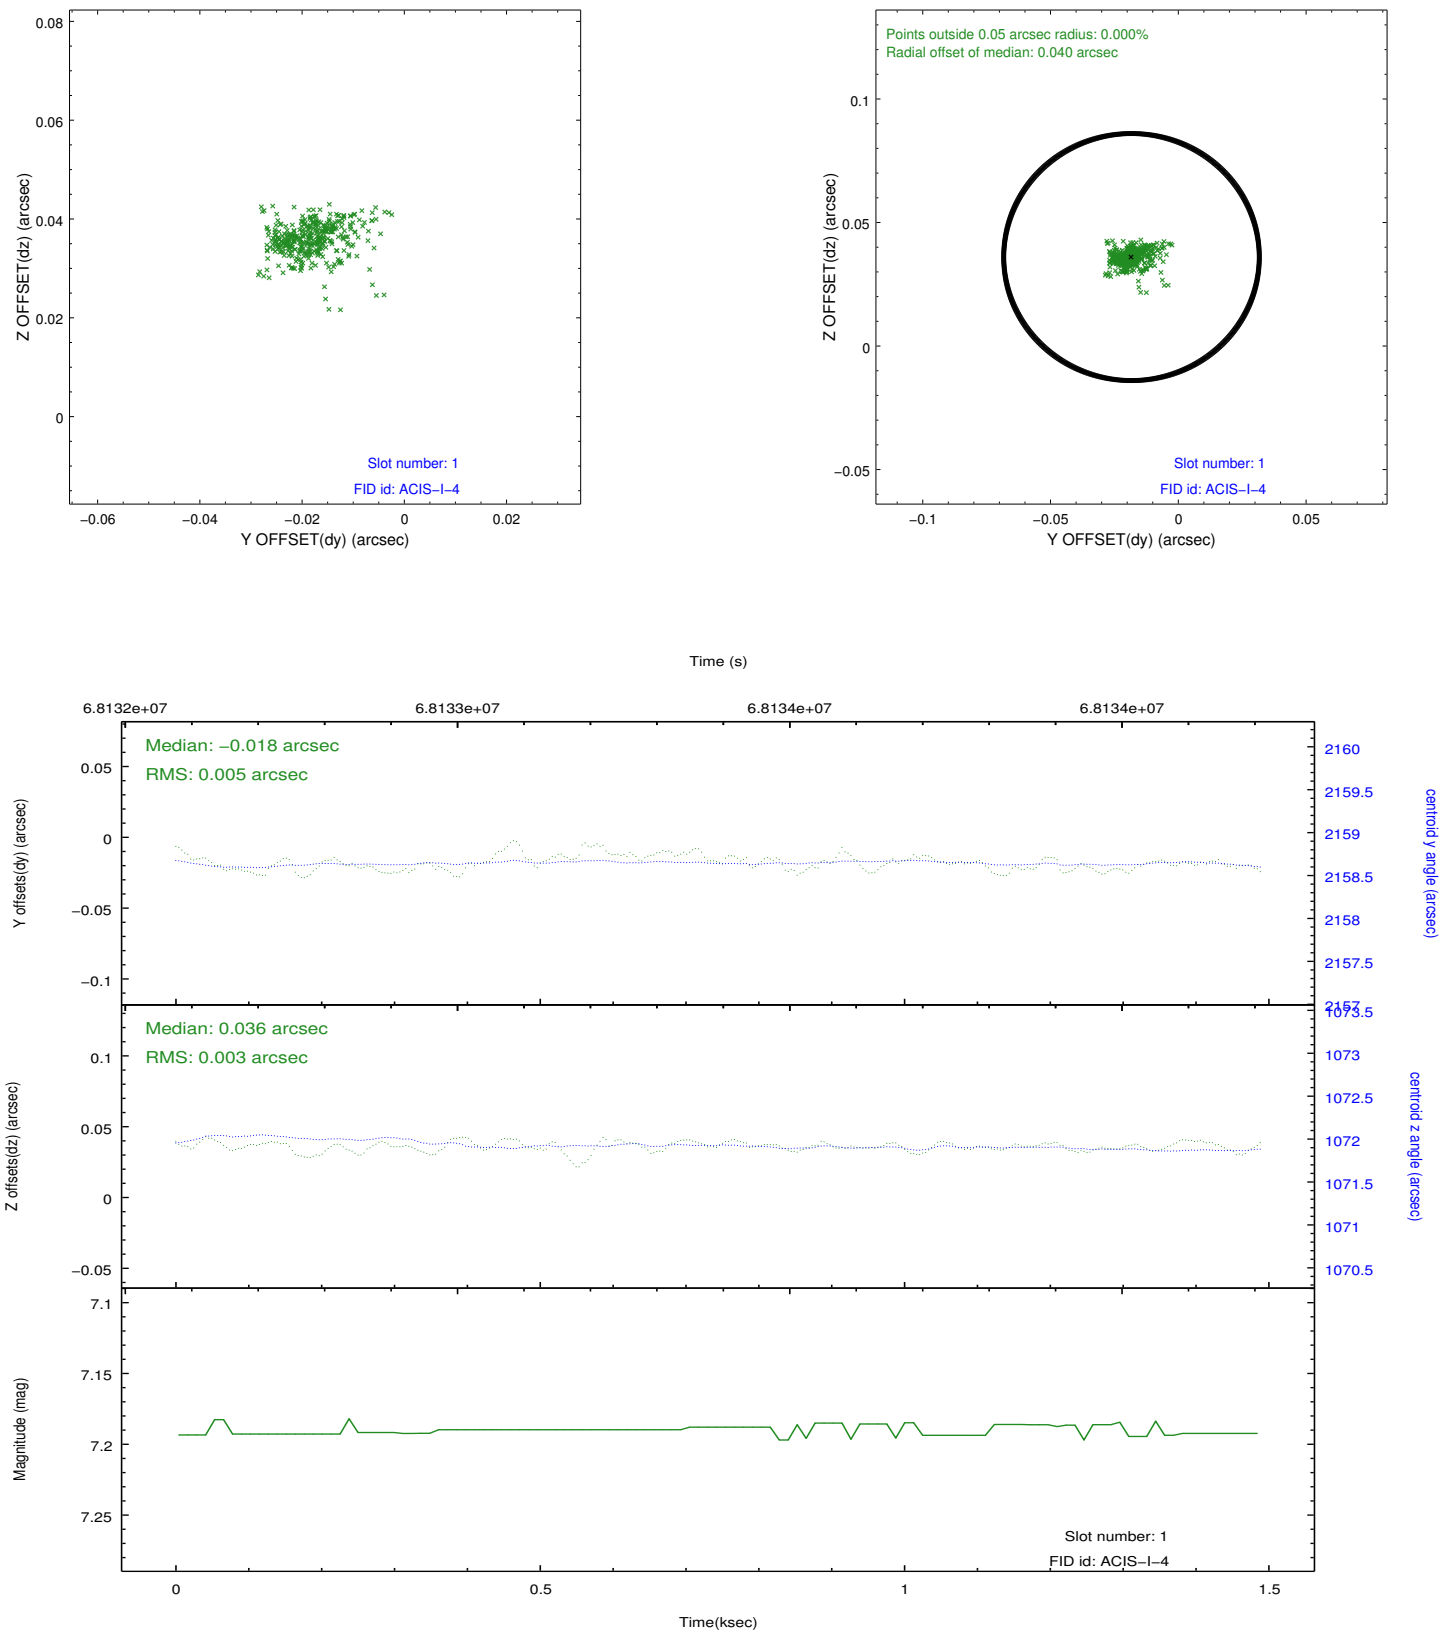 0.08
0.06
0.04
0.02
0
Z OFFSET(dz) (arcsec)
Slot number: 1
FID id: ACIS−I−4
−0.06 −0.04 −0.02 0 0.02
Y OFFSET(dy) (arcsec)
Points outside 0.05 arcsec radius: 0.000%
Radial offset of median: 0.040 arcsec
0.1
0.05
0
−0.05
Z OFFSET(dz) (arcsec)
Slot number: 1
FID id: ACIS−I−4
−0.1 −0.05 0 0.05
Y OFFSET(dy) (arcsec)
Time (s)
6.8132e+07 6.8133e+07 6.8134e+07 6.8134e+07
Median: −0.018 arcsec
RMS: 0.005 arcsec
0.05
0
−0.05
−0.1
Y offsets(dy) (arcsec)
2160
2159.5
2159
2158.5
2158
2157.5
2157
centroid y angle (arcsec)
Median: 0.036 arcsec
RMS: 0.003 arcsec
0.1
0.05
0
−0.05
Z offsets(dz) (arcsec)
1073.5
1073
1072.5
1072
1071.5
1071
1070.5
centroid z angle (arcsec)
7.1
7.15
7.2
7.25
Magnitude (mag)
Slot number: 1
FID id: ACIS−I−4
0 0.5 1 1.5
Time(ksec)